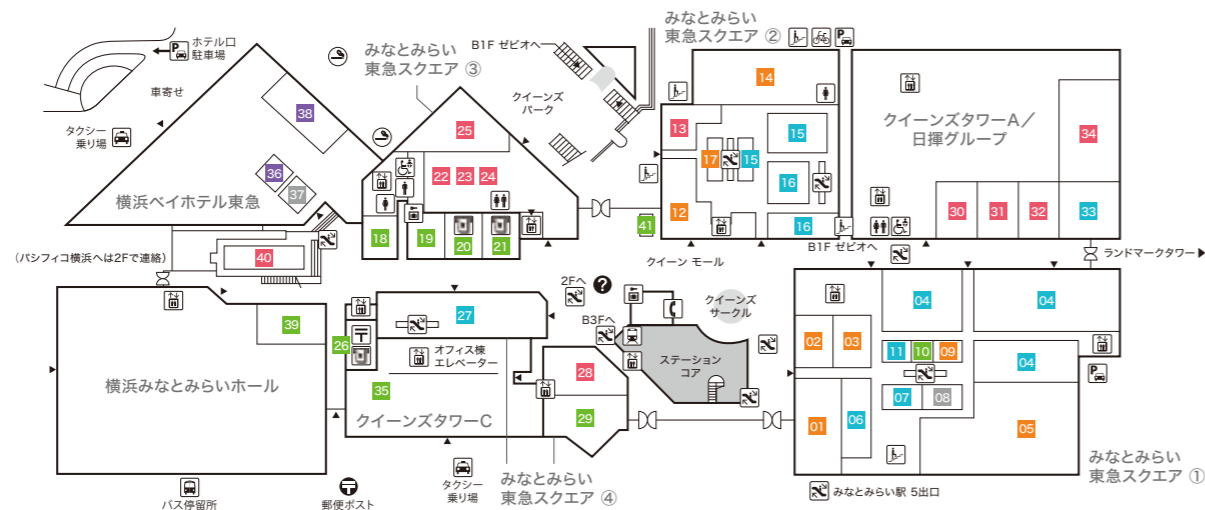 ホテル口
駐車場
車寄せ
タクシー
乗り場
みなとみらい
東急スクエア ③
B1F ゼビオへ
クイーンズ
パーク
みなとみらい
東急スクエア ②
クイーンズタワーA／
日揮グループ
横浜ベイホテル東急
38
36
37
25
22
23
24
18
19
20
21
41
14
13
17
15
15
16
12
16
34
30
31
32
33
B1F ゼビオへ
クイーン モール
ランドマークタワー▶
40
(パシフィコ横浜へは2Fで連絡)
39
横浜みなとみらいホール
26
27
オフィス棟
エレベーター
35
クイーンズタワーC
28
29
2Fへ
?
B3Fへ
クイーンズ
サークル
ステーション
コア
04
04
02
03
11
10
09
04
07
08
01
06
05
みなとみらい
東急スクエア ①
みなとみらい
東急スクエア ④
バス停留所
郵便ポスト
タクシー
乗り場
みなとみらい駅 5出口